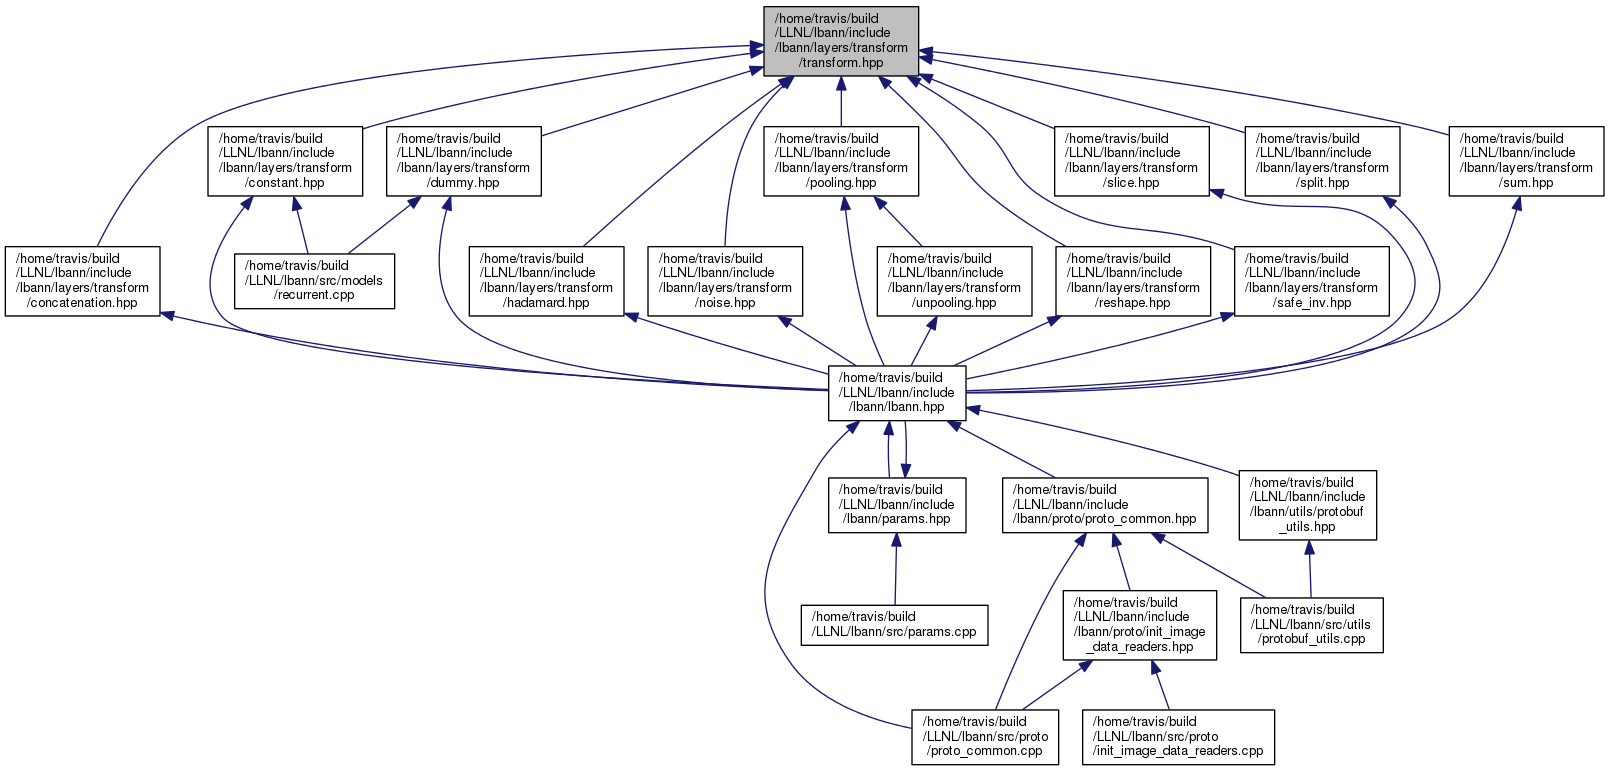 /home/travis/build
/LLNL/lbann/include
/lbann/layers/transform
/transform.hpp
/home/travis/build
/LLNL/lbann/include
/lbann/layers/transform
/constant.hpp
/home/travis/build
/LLNL/lbann/include
/lbann/layers/transform
/dummy.hpp
/home/travis/build
/LLNL/lbann/include
/lbann/layers/transform
/pooling.hpp
/home/travis/build
/LLNL/lbann/include
/lbann/layers/transform
/slice.hpp
/home/travis/build
/LLNL/lbann/include
/lbann/layers/transform
/split.hpp
/home/travis/build
/LLNL/lbann/include
/lbann/layers/transform
/sum.hpp
/home/travis/build
/LLNL/lbann/include
/lbann/layers/transform
/concatenation.hpp
/home/travis/build
/LLNL/lbann/src/models
/recurrent.cpp
/home/travis/build
/LLNL/lbann/include
/lbann/layers/transform
/hadamard.hpp
/home/travis/build
/LLNL/lbann/include
/lbann/layers/transform
/noise.hpp
/home/travis/build
/LLNL/lbann/include
/lbann/layers/transform
/unpooling.hpp
/home/travis/build
/LLNL/lbann/include
/lbann/layers/transform
/reshape.hpp
/home/travis/build
/LLNL/lbann/include
/lbann/layers/transform
/safe_inv.hpp
/home/travis/build
/LLNL/lbann/include
/lbann/lbann.hpp
/home/travis/build
/LLNL/lbann/include
/lbann/params.hpp
/home/travis/build
/LLNL/lbann/include
/lbann/proto/proto_common.hpp
/home/travis/build
/LLNL/lbann/include
/lbann/utils/protobuf
_utils.hpp
/home/travis/build
/LLNL/lbann/src/params.cpp
/home/travis/build
/LLNL/lbann/include
/lbann/proto/init_image
_data_readers.hpp
/home/travis/build
/LLNL/lbann/src/utils
/protobuf_utils.cpp
/home/travis/build
/LLNL/lbann/src/proto
/proto_common.cpp
/home/travis/build
/LLNL/lbann/src/proto
/init_image_data_readers.cpp